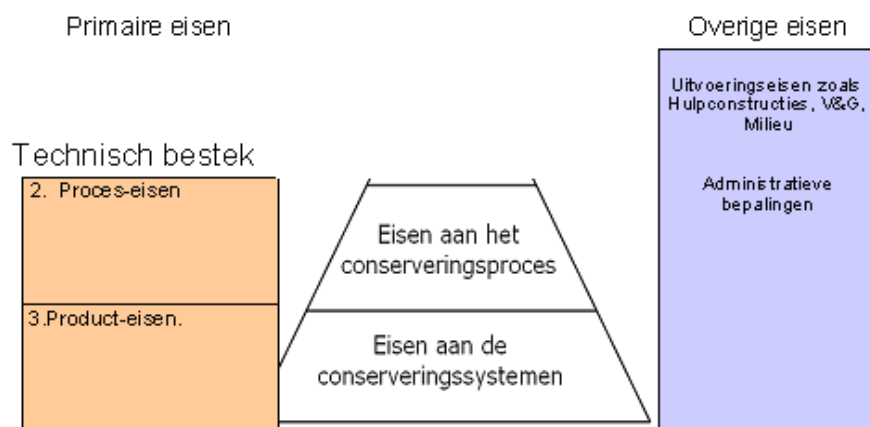 Primaire eisen
Overige eisen
Technisch bestek
2. Proces-eisen
3.Product-eisen.
Eisen aan het
conserveringsproces
Eisen aan de
conserveringssystemen
Uitvoeringseisen zoals
Hulpconstructies, V&G,
Milieu
Administratieve
bepalingen